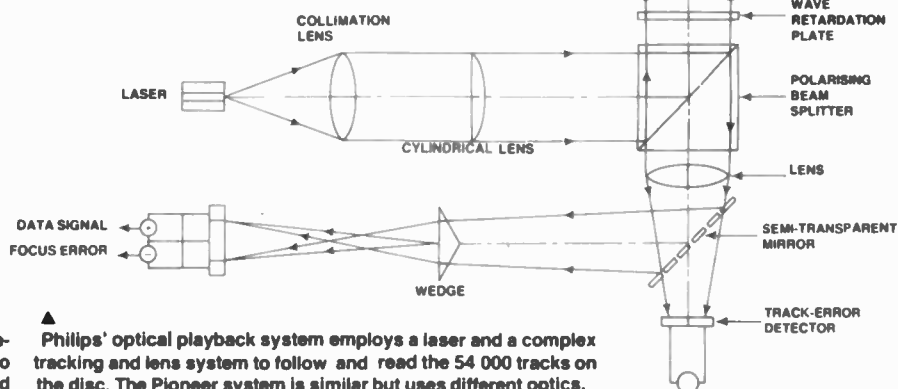 WAVE
RETARDATION
PLATE
COLLIMATION
LENS
LASER
POLARISING
BEAM
SPLITTER
CYLINDRICAL LENS
LENS
DATA SIGNAL
FOCUS ERROR
SEMI-TRANSPARENT
MIRROR
WEDGE
TRACK-ERROR
DETECTOR
Philips' optical playback system employs a laser and a complex
tracking and lens system to follow and read the 54 000 tracks on
the disc. The Pioneer system is similar but uses different optics.